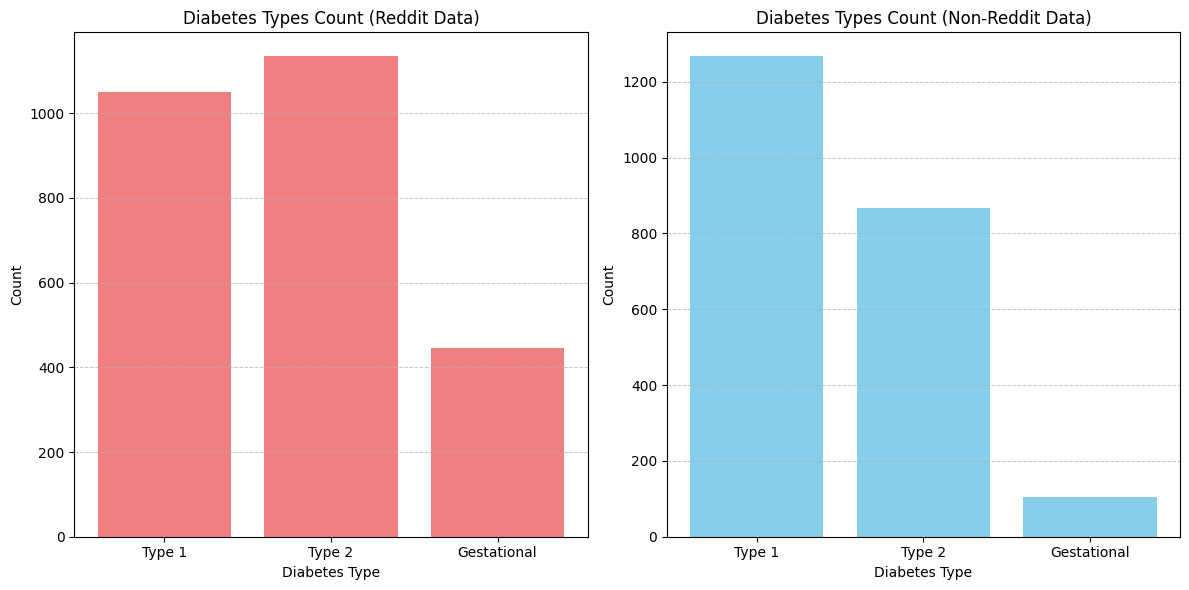 Diabetes Types Count (Reddit Data)
Count
1000
800
600
400
200
0
Type 1 Type 2 Gestational
Diabetes Type
Diabetes Types Count (Non-Reddit Data)
Count
1200
1000
800
600
400
200
0
Type 1 Type 2 Gestational
Diabetes Type